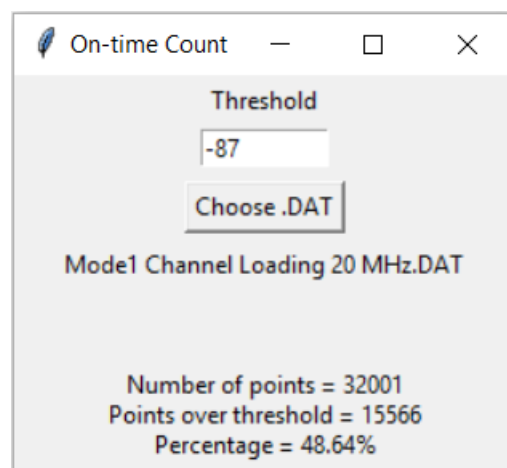 On-time Count
Threshold
-87
Choose .DAT
Mode1 Channel Loading 20 MHz.DAT
Number of points = 32001
Points over threshold = 15566
Percentage = 48.64%